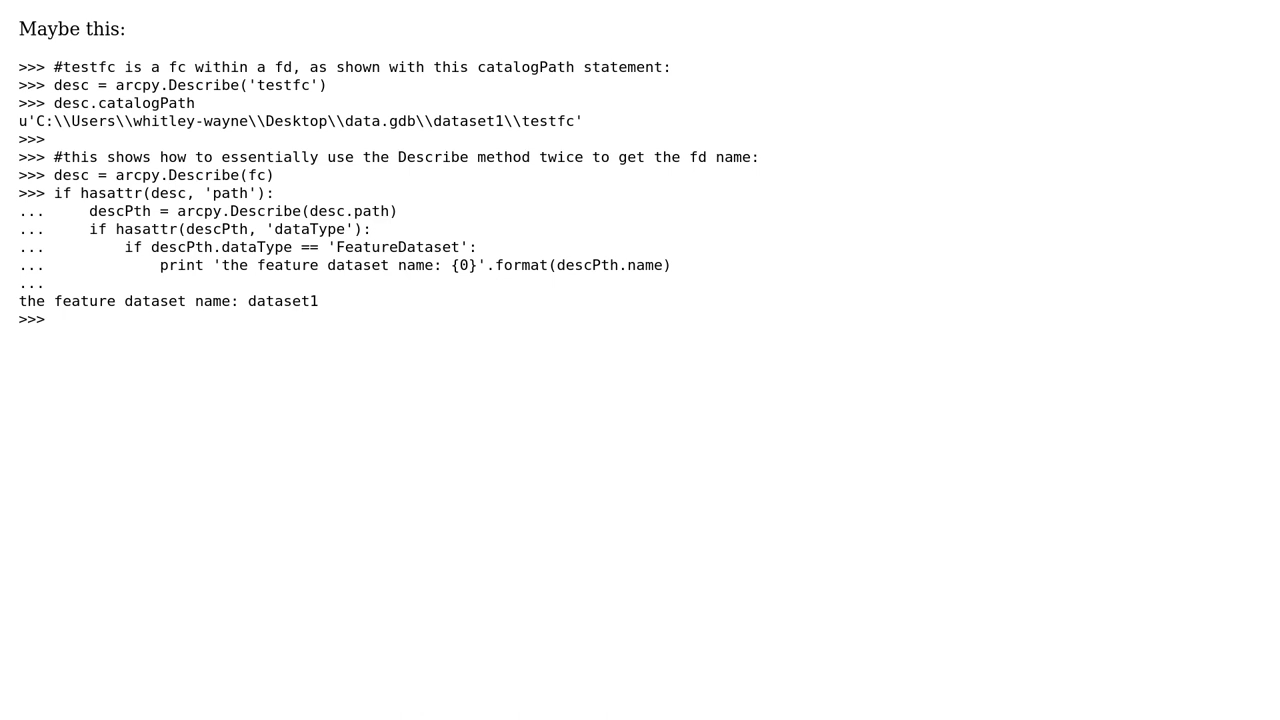 Maybe this:
>>> #testfc is a fc within a fd, as shown with this catalogPath statement:
>>> desc = arcpy.Describe('testfc')
>>> desc.catalogPath
u'C:\\Users\\whitley-wayne\\Desktop\\data.gdb\\dataset1\\testfc'
>>>
>>> #this shows how to essentially use the Describe method twice to get the fd name:
>>> desc = arcpy.Describe(fc)
>>> if hasattr(desc, 'path'):
...     descPth = arcpy.Describe(desc.path)
...     if hasattr(descPth, 'dataType'):
...         if descPth.dataType == 'FeatureDataset':
...             print 'the feature dataset name: {0}'.format(descPth.name)
...
the feature dataset name: dataset1
>>>